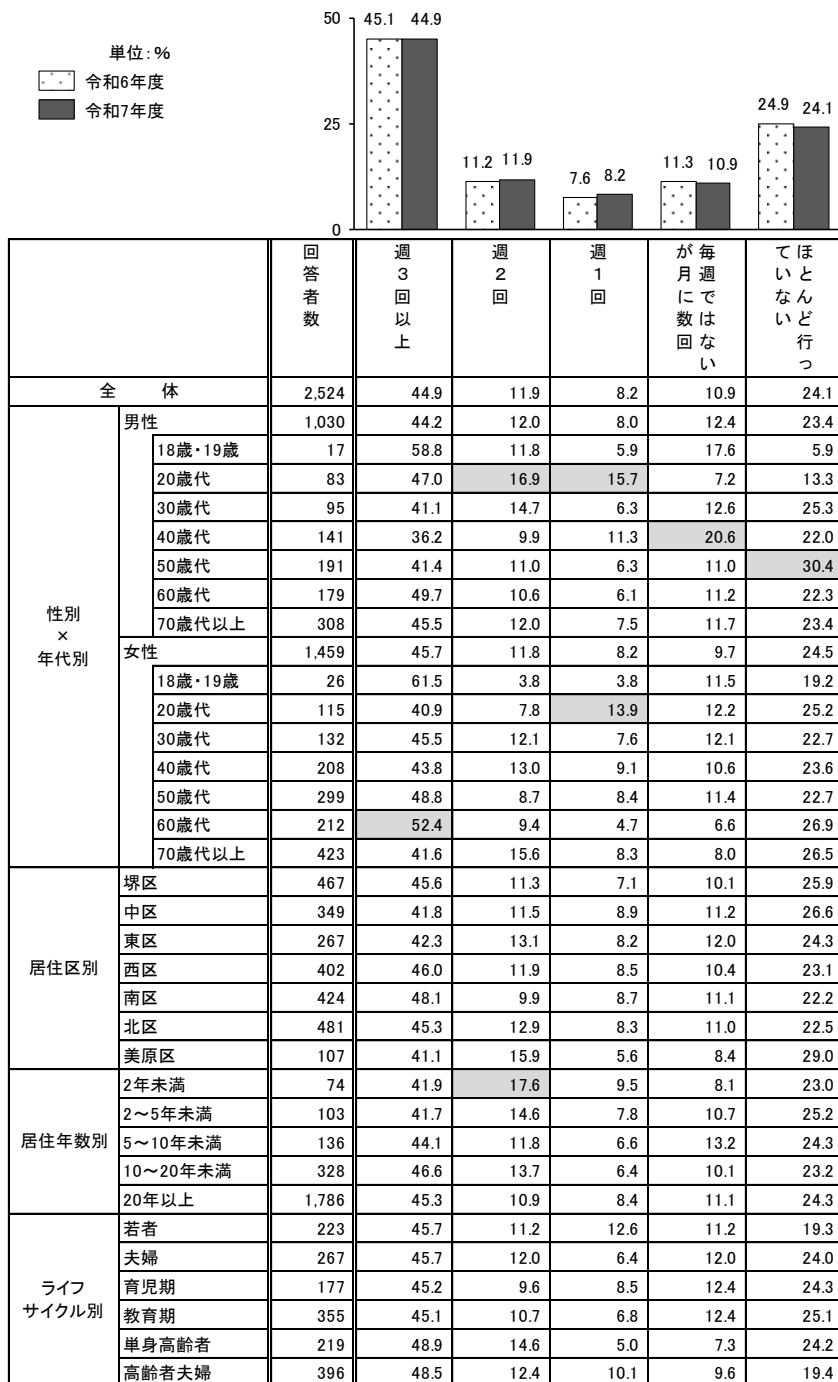 単位:％
令和6年度
令和7年度
50
25
0
45.1 44.9
11.2 11.9
7.6 8.2
11.3 10.9
24.9 24.1
回答者数 週３回以上 週２回 週１回 毎週ではないが月に数回 ほとんど行っていない
全 体 2,524 44.9 11.9 8.2 10.9 24.1
性別
×
年代別
男性 1,030 44.2 12.0 8.0 12.4 23.4
18歳・19歳 17 58.8 11.8 5.9 17.6 5.9
20歳代 83 47.0 16.9 15.7 7.2 13.3
30歳代 95 41.1 14.7 6.3 12.6 25.3
40歳代 141 36.2 9.9 11.3 20.6 22.0
50歳代 191 41.4 11.0 6.3 11.0 30.4
60歳代 179 49.7 10.6 6.1 11.2 22.3
70歳代以上 308 45.5 12.0 7.5 11.7 23.4
女性 1,459 45.7 11.8 8.2 9.7 24.5
18歳・19歳 26 61.5 3.8 3.8 11.5 19.2
20歳代 115 40.9 7.8 13.9 12.2 25.2
30歳代 132 45.5 12.1 7.6 12.1 22.7
40歳代 208 43.8 13.0 9.1 10.6 23.6
50歳代 299 48.8 8.7 8.4 11.4 22.7
60歳代 212 52.4 9.4 4.7 6.6 26.9
70歳代以上 423 41.6 15.6 8.3 8.0 26.5
居住区別
堺区 467 45.6 11.3 7.1 10.1 25.9
中区 349 41.8 11.5 8.9 11.2 26.6
東区 267 42.3 13.1 8.2 12.0 24.3
西区 402 46.0 11.9 8.5 10.4 23.1
南区 424 48.1 9.9 8.7 11.1 22.2
北区 481 45.3 12.9 8.3 11.0 22.5
美原区 107 41.1 15.9 5.6 8.4 29.0
居住年数別
2年未満 74 41.9 17.6 9.5 8.1 23.0
2～5年未満 103 41.7 14.6 7.8 10.7 25.2
5～10年未満 136 44.1 11.8 6.6 13.2 24.3
10～20年未満 328 46.6 13.7 6.4 10.1 23.2
20年以上 1,786 45.3 10.9 8.4 11.1 24.3
ライフ
サイクル別
若者 223 45.7 11.2 12.6 11.2 19.3
夫婦 267 45.7 12.0 6.4 12.0 24.0
育児期 177 45.2 9.6 8.5 12.4 24.3
教育期 355 45.1 10.7 6.8 12.4 25.1
単身高齢者 219 48.9 14.6 5.0 7.3 24.2
高齢者夫婦 396 48.5 12.4 10.1 9.6 19.4